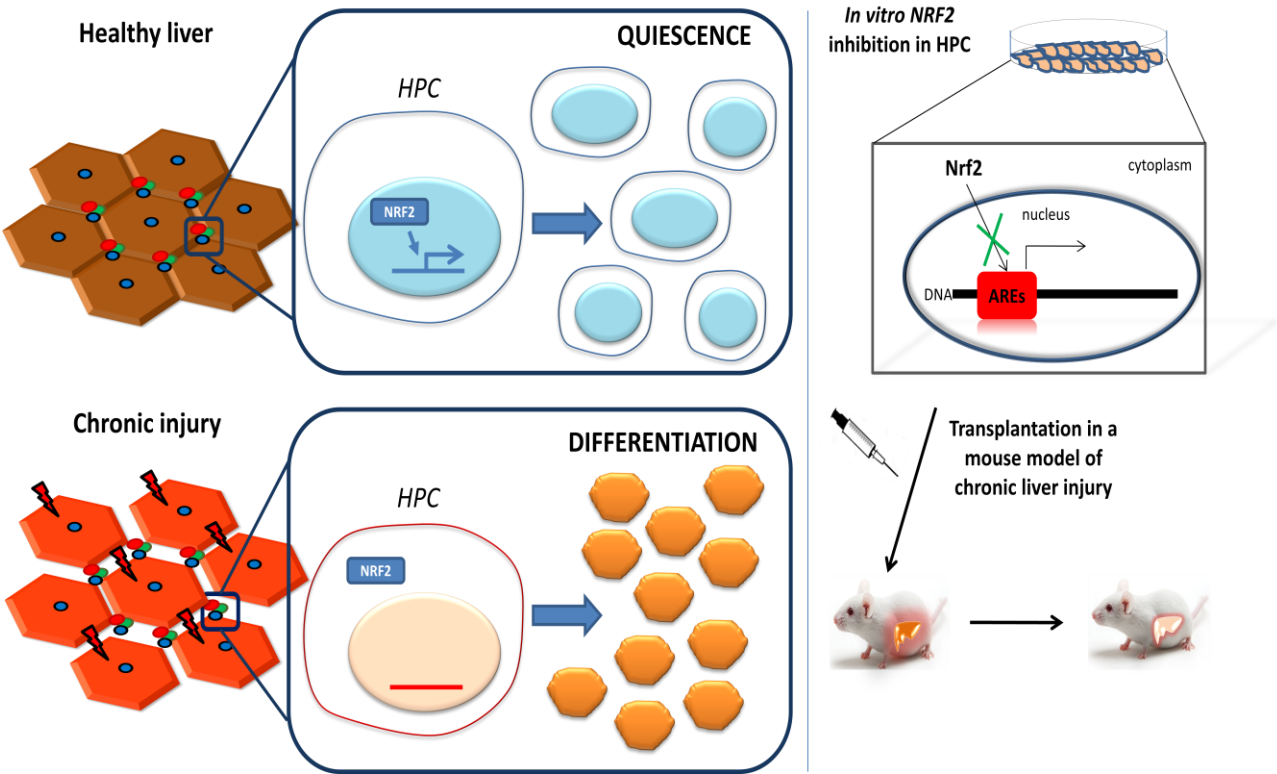 Healthy liver
QUIESCENCE
HPC
NRF2
Chronic injury
DIFFERENTIATION
HPC
NRF2
In vitro NRF2
inhibition in HPC
Nrf2
cytoplasm
nucleus
DNA
AREs
Transplantation in a
mouse model of
chronic liver injury